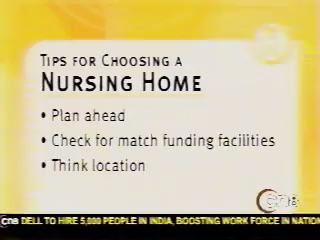 TIPS FOR CHOOSING A
NURSING HOME
• Plan ahead
• Check for match funding facilities
• Think location
cna DELL TO HIRE 5,000 PEOPLE IN INDIA, BOOSTING WORK FORCE IN NATION